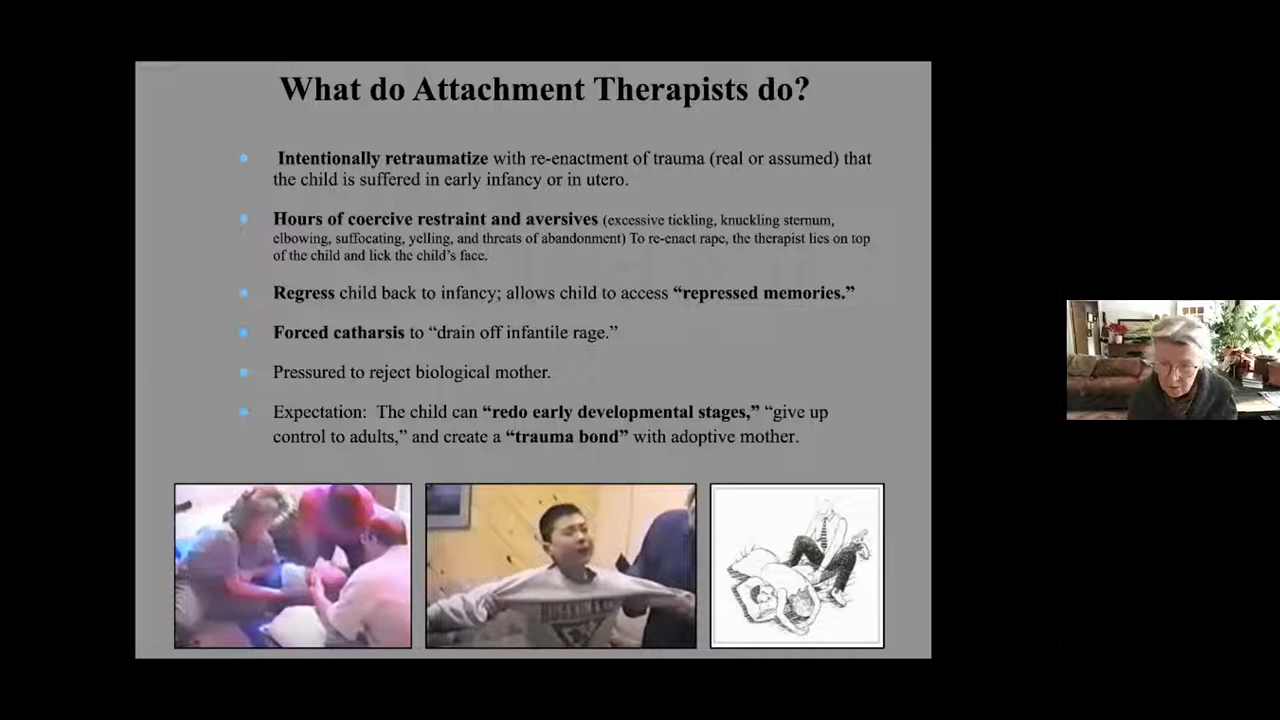 What do Attachment Therapists do?
Intentionally retraumatize with re-enactment of trauma (real or assumed) that
the child is suffered in early infancy or in utero.
Hours of coercive restraint and aversives (excessive tickling, knuckling sternum,
elbowing, suffocating, yelling, and threats of abandonment) To re-enact rape, the therapist lies on top
of the child and lick the child's face.
Regress child back to infancy; allows child to access “repressed memories.”
Forced catharsis to “drain off infantile rage.”
Pressured to reject biological mother.
Expectation: The child can “redo early developmental stages,” “give up
control to adults,” and create a “trauma bond” with adoptive mother.